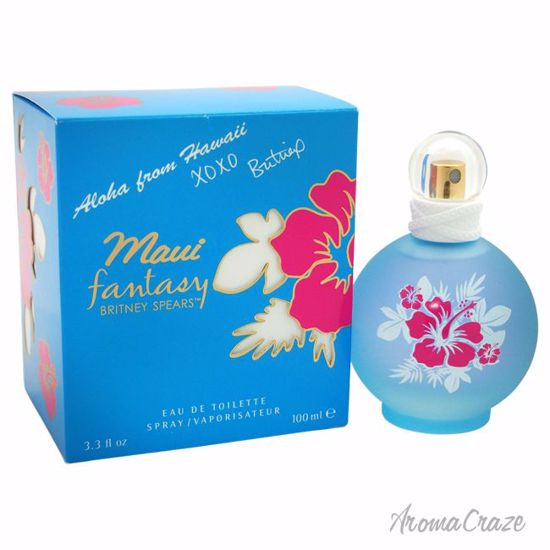 Aloha from Hawaii
XOXO Britney
Maui
fantasy
BRITNEY SPEARS™
EAU DE TOILETTE
SPRAY/VAPORISATEUR
3.3 fl oz
100 ml ℮
AromaCraze